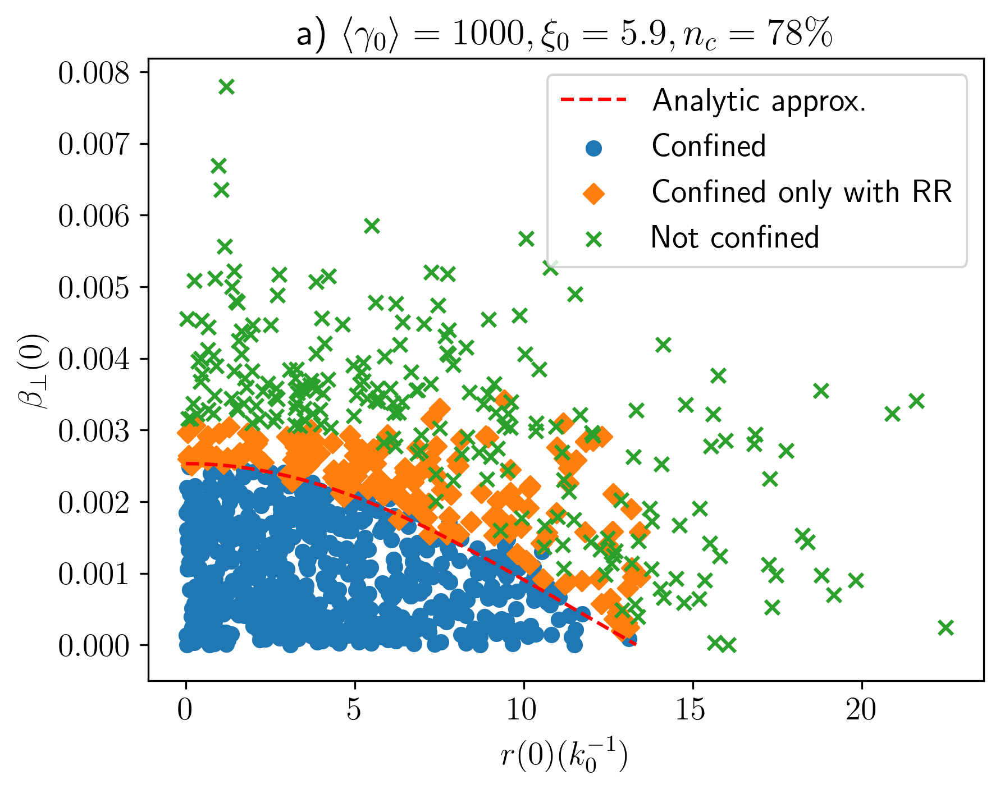 a) ⟨γ₀⟩ = 1000, ξ₀ = 5.9, n_c = 78%
Analytic approx.
Confined
Confined only with RR
Not confined
0.008
0.007
0.006
0.005
0.004
0.003
0.002
0.001
0.000
β⊥(0)
0 5 10 15 20
r(0)(k₀⁻¹)